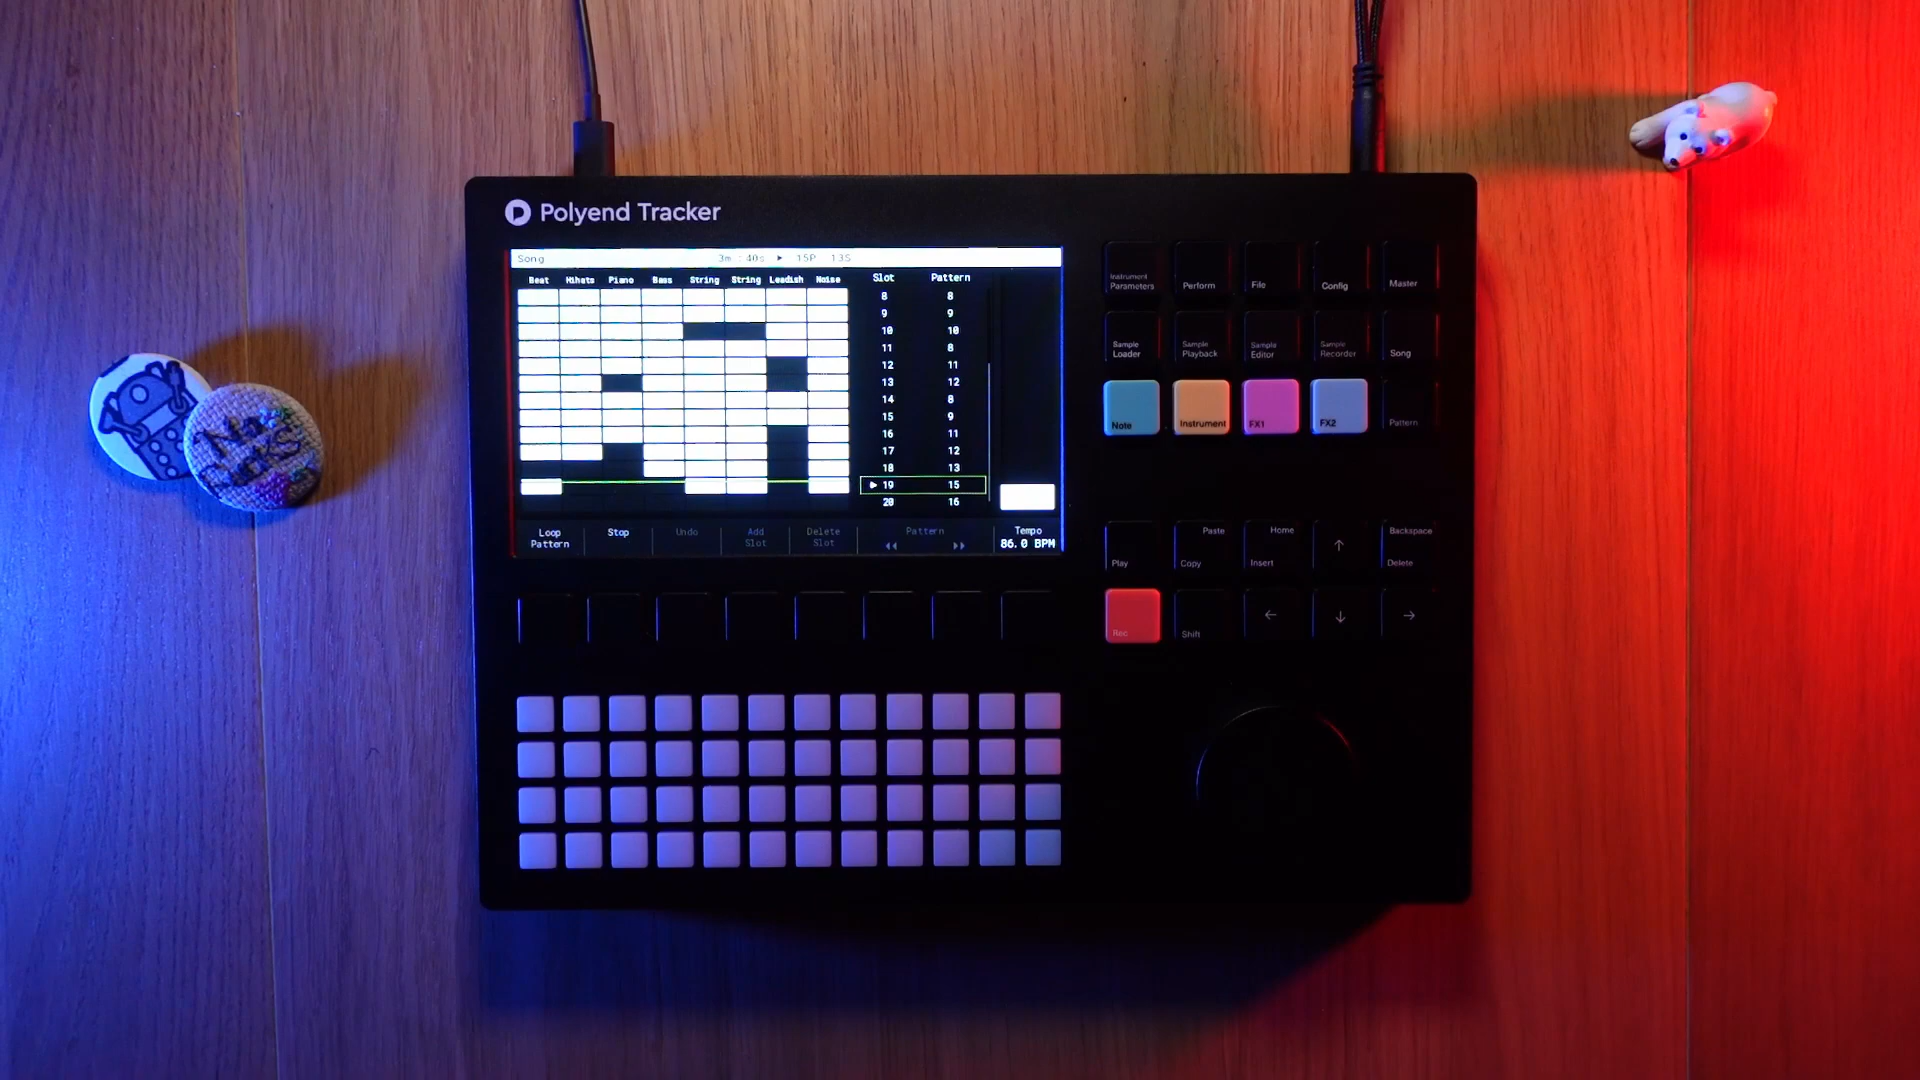 Polyend Tracker
Song 3m :40s ▶ 15P 13S
Beat Hihats Piano Bass String String Leadish Noise Slot Pattern
8 8
9 9
10 10
11 8
12 11
13 12
14 8
15 9
16 11
17 12
18 13
▶ 19 15
20 16
Loop Pattern
Stop
Undo
Add Slot
Delete Slot
Pattern
Tempo
86.0 BPM
Instrument Parameters
Perform
File
Config
Master
Sample Loader
Sample Playback
Sample Editor
Sample Recorder
Song
Note
Instrument
FX1
FX2
Pattern
Play
Paste
Copy
Home
Insert
↑
Backspace
Delete
Rec
Shift
←
↓
→